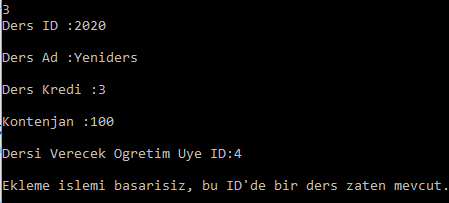 3
Ders ID :2020
Ders Ad :Yeniders
Ders Kredi :3
Kontenjan :100
Dersi Verecek Ogretim Uye ID:4
Ekleme islemi basarisiz, bu ID'de bir ders zaten mevcut.